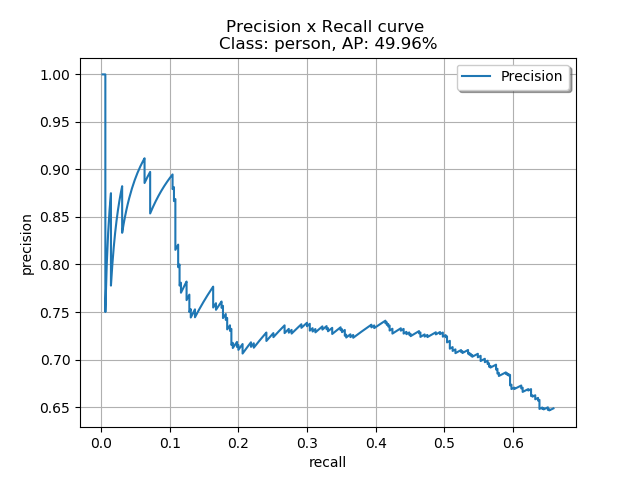 Precision x Recall curve
Class: person, AP: 49.96%
Precision
1.00
0.95
0.90
0.85
0.80
0.75
0.70
0.65
precision
0.0 0.1 0.2 0.3 0.4 0.5 0.6
recall